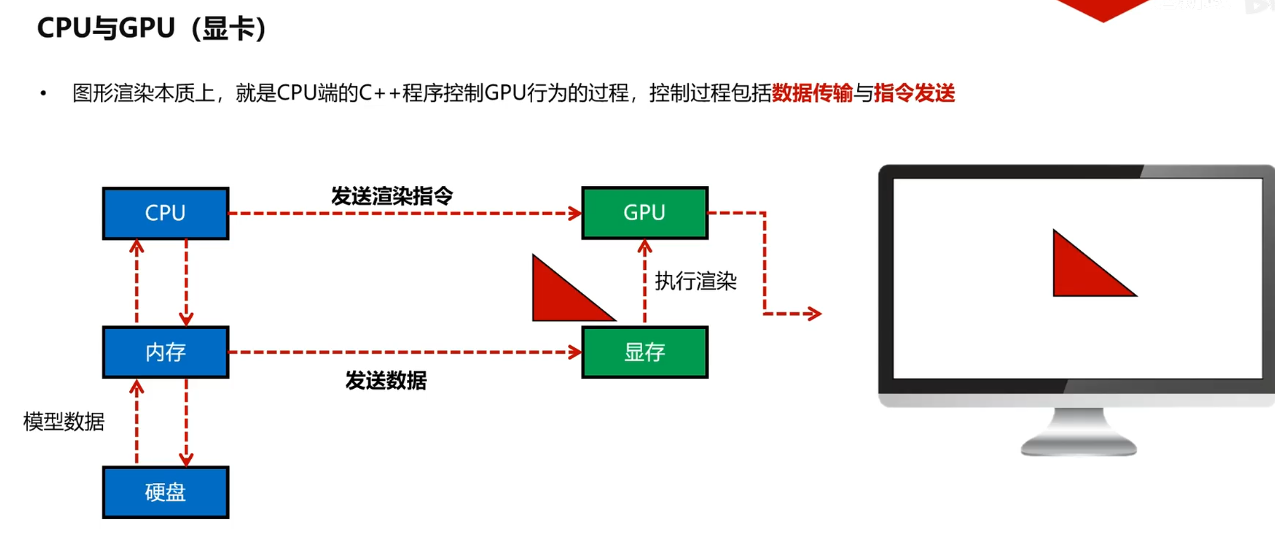 CPU与GPU（显卡）
• 图形渲染本质上，就是CPU端的C++程序控制GPU行为的过程，控制过程包括数据传输与指令发送
CPU
发送渲染指令
GPU
执行渲染
内存
发送数据
显存
模型数据
硬盘